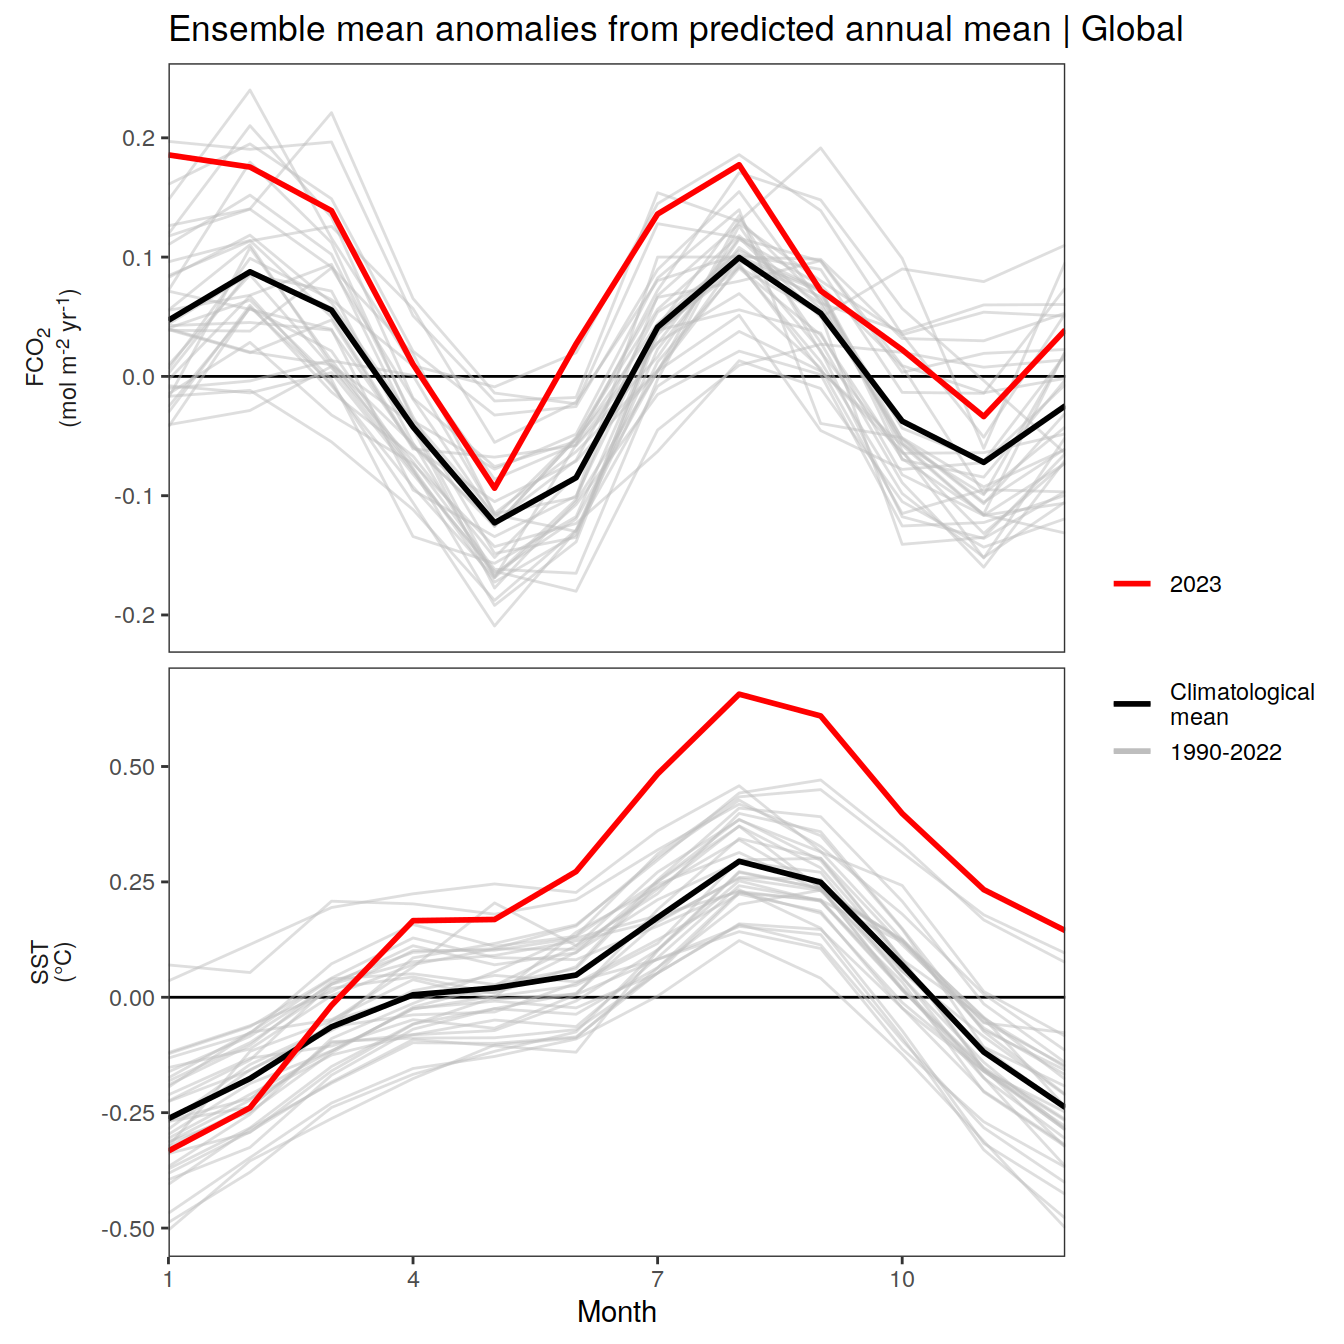 Ensemble mean anomalies from predicted annual mean | Global
FCO₂
(mol m⁻² yr⁻¹)
0.2
0.1
0.0
-0.1
-0.2
SST
(°C)
0.50
0.25
0.00
-0.25
-0.50
1
4
7
10
Month
2023
Climatological
mean
1990-2022